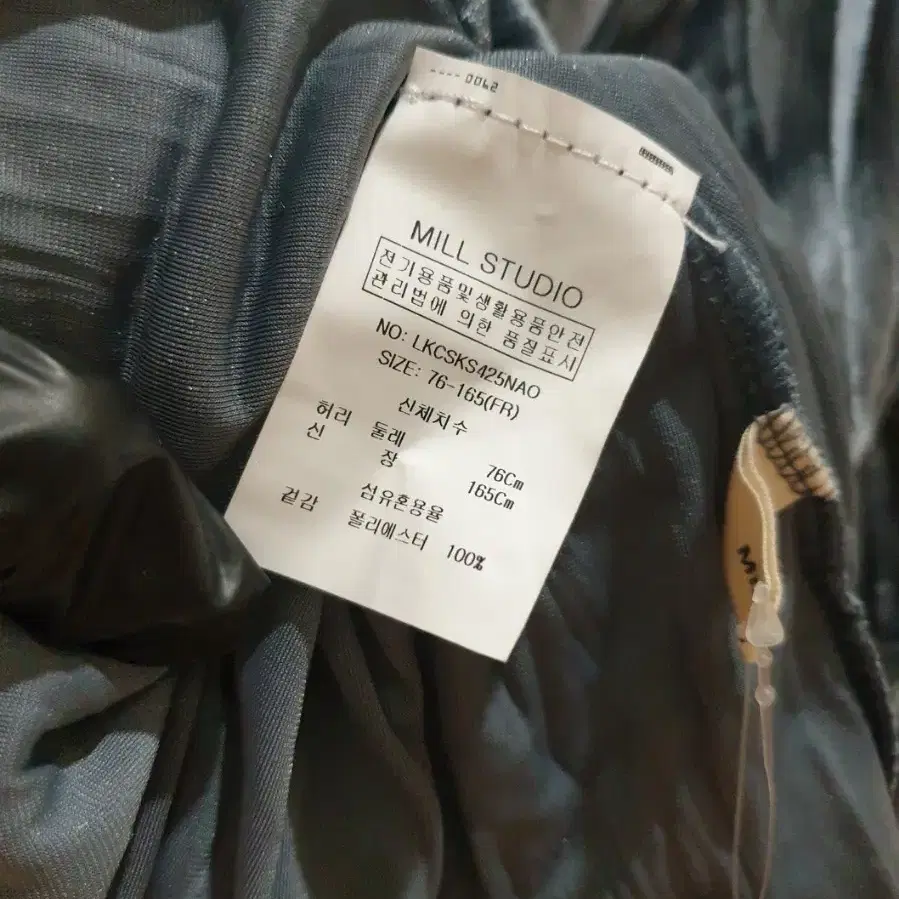 ---- 0062
MILL STUDIO
전기용품및생활용품안전
관리법에 의한 품질표시
NO: LKCSKS425NAO
SIZE: 76-165(FR)
신체치수
허리 둘레 76Cm
신 장 165Cm
섬유혼용율
겉감 폴리에스터 100%